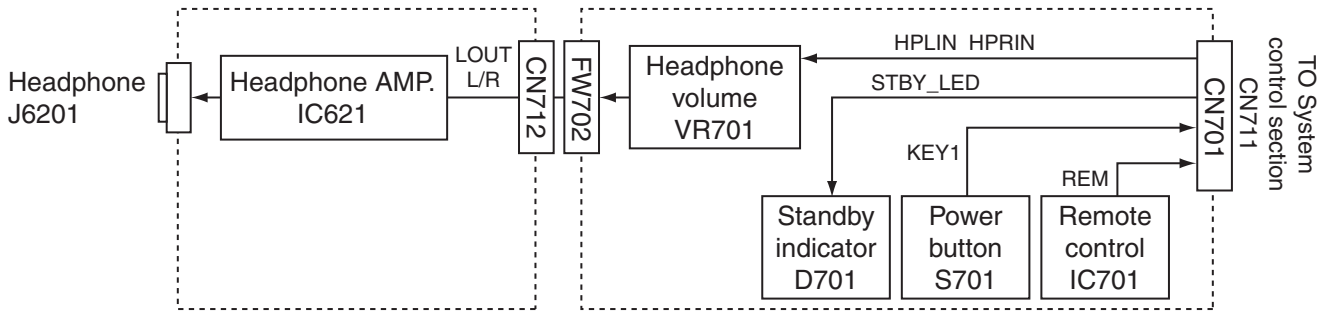 Headphone
J6201
Headphone AMP.
IC621
LOUT
L/R
CN712
FW702
Headphone
volume
VR701
HPLIN HPRIN
STBY_LED
KEY1
REM
Standby
indicator
D701
Power
button
S701
Remote
control
IC701
CN701
CN711
TO System
control section